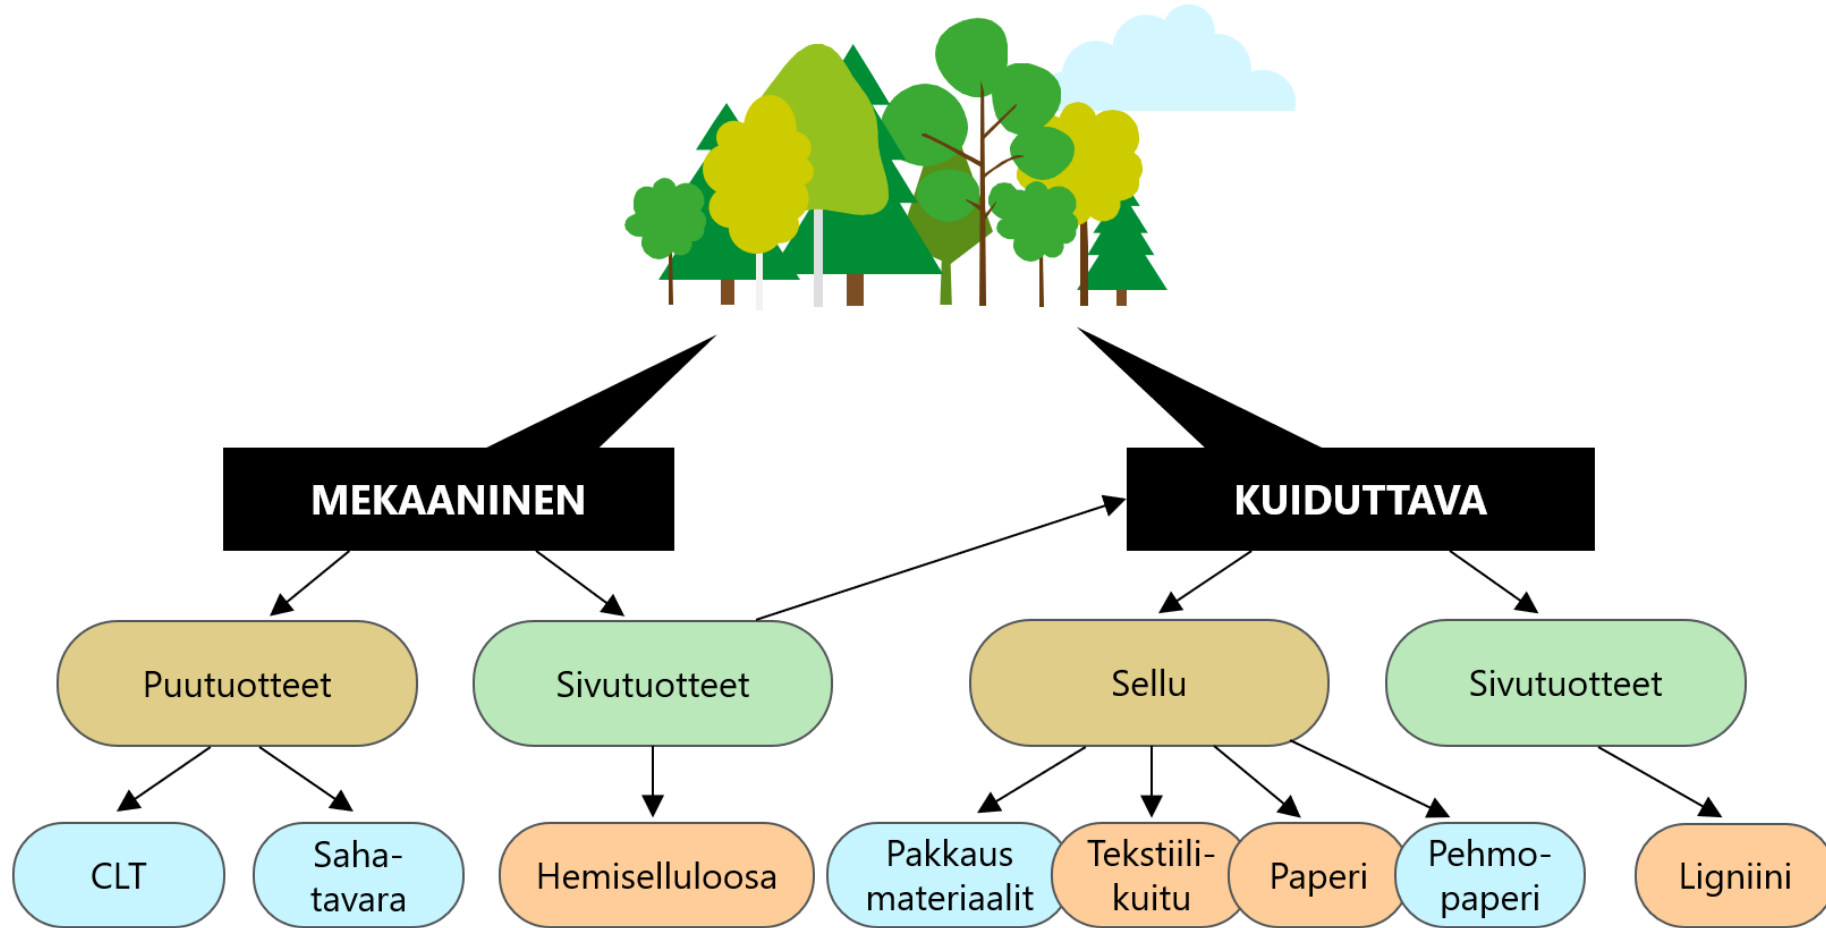 MEKAANINEN
KUIDUTTAVA
Puutuotteet
Sivutuotteet
Sellu
Sivutuotteet
CLT
Saha-
tavara
Hemiselluloosa
Pakkaus
materiaalit
Tekstiili-
kuitu
Paperi
Pehmo-
paperi
Ligniini